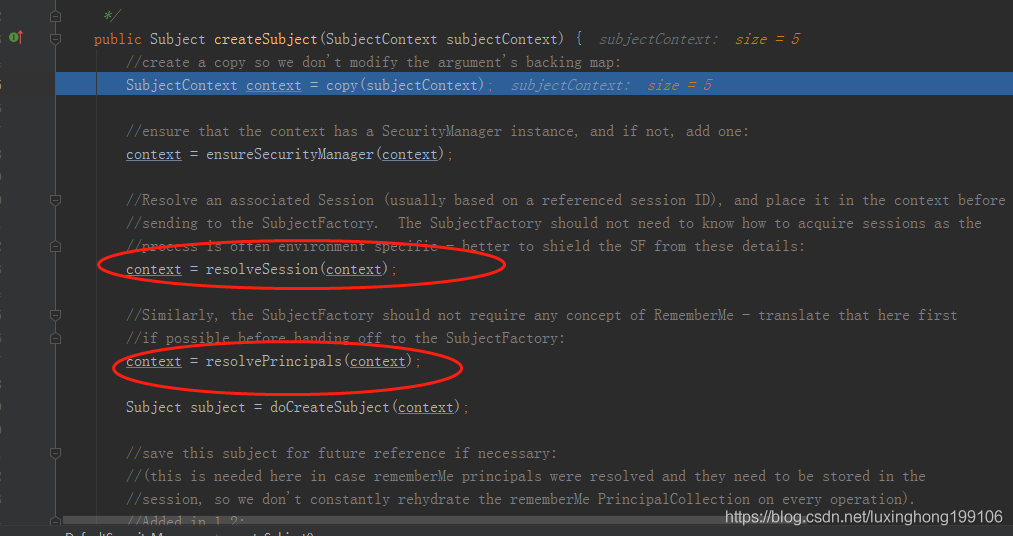 */
public Subject createSubject(SubjectContext subjectContext) { subjectContext: size = 5
//create a copy so we don't modify the argument's backing map:
SubjectContext context = copy(subjectContext); subjectContext: size = 5
//ensure that the context has a SecurityManager instance, and if not, add one:
context = ensureSecurityManager(context);
//Resolve an associated Session (usually based on a referenced session ID), and place it in the context before
//sending to the SubjectFactory. The SubjectFactory should not need to know how to acquire sessions as the
//process is often environment specific - better to shield the SF from these details:
context = resolveSession(context);
//Similarly, the SubjectFactory should not require any concept of RememberMe - translate that here first
//if possible before handing off to the SubjectFactory:
context = resolvePrincipals(context);
Subject subject = doCreateSubject(context);
//save this subject for future reference if necessary:
//(this is needed here in case rememberMe principals were resolved and they need to be stored in the
//session, so we don't constantly rehydrate the rememberMe PrincipalCollection on every operation).
//Added in 1.2:
https://blog.csdn.net/luxinghong199106